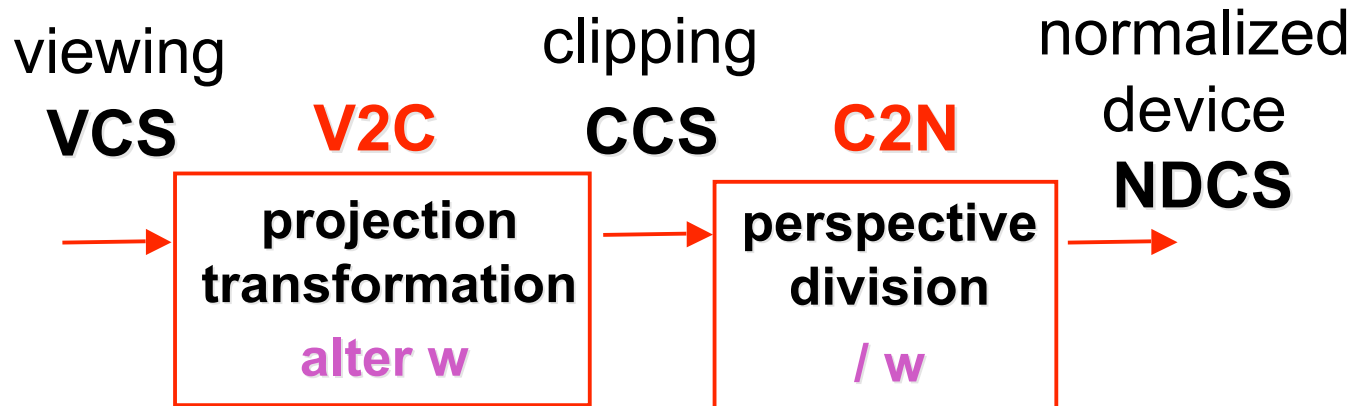 viewing
VCS
V2C
clipping
CCS
C2N
normalized
device
NDCS
projection
transformation
alter w
perspective
division
/ w